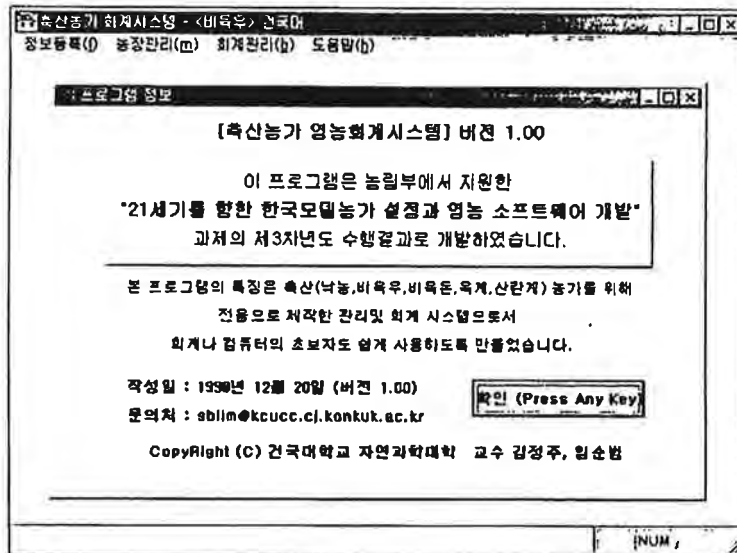 축산농가 회계시스템 - <비육우> 건국대
정보등록(i) 농장관리(m) 회계관리(b) 도움말(h)
프로그램 정보
[축산농가 영농회계시스템] 버전 1.00
이 프로그램은 농림부에서 지원한
"21세기를 향한 한국모델농가 설정과 영농 소프트웨어 개발"
과제의 제3차년도 수행결과로 개발하였습니다.
본 프로그램의 특징은 축산(낙농,비육우,비육돈,육계,산란계) 농가를 위해
전용으로 제작한 관리및 회계 시스템으로서
회계나 컴퓨터의 초보자도 쉽게 사용하도록 만들었습니다.
작성일 : 1998년 12월 20일 (버전 1.00)
확인 (Press Any Key)
문의처 : sblim@kcucc.cj.konkuk.ac.kr
CopyRight (C) 건국대학교 자연과학대학 교수 김정주, 임순범
NUM